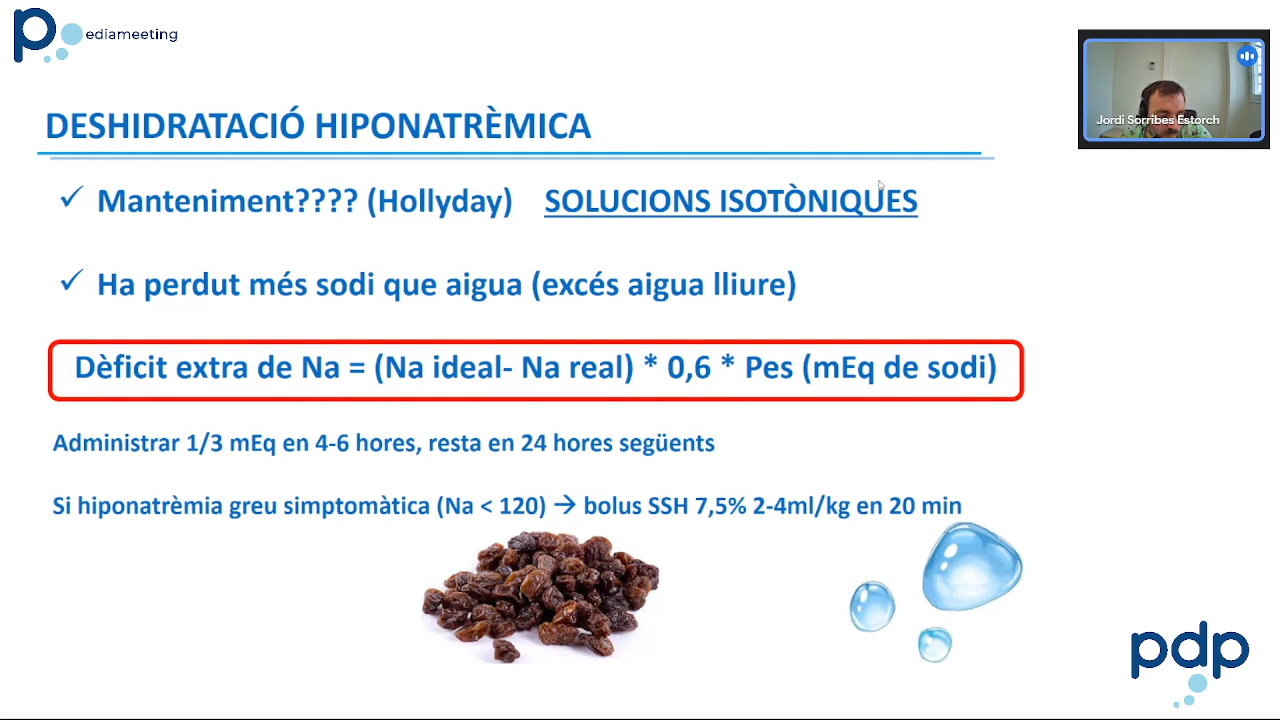 p ediameeting
Jordi Sorribes Estorch
DESHIDRATACIÓ HIPONATRÈMICA
✓ Manteniment???? (Hollyday) SOLUCIONS ISOTÒNIQUES
✓ Ha perdut més sodi que aigua (excés aigua lliure)
Dèficit extra de Na = (Na ideal- Na real) * 0,6 * Pes (mEq de sodi)
Administrar 1/3 mEq en 4-6 hores, resta en 24 hores següents
Si hiponatrèmia greu simptomàtica (Na < 120) → bolus SSH 7,5% 2-4ml/kg en 20 min
pdp